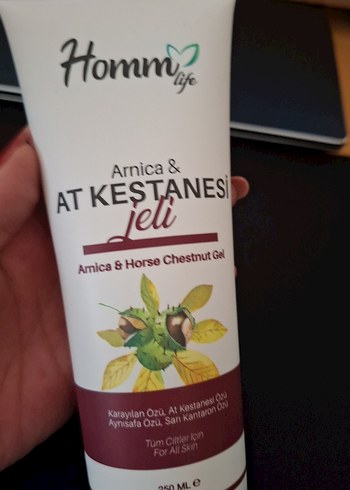 Homm
life
Arnica &
AT KESTANESİ
jeli
Arnica & Horse Chestnut Gel
Karayılan Özü, At Kestanesi Özü
Aynısafa Özü, Sarı Kantaron Özü
Tüm Ciltler İçin
For All Skin
250 ML e